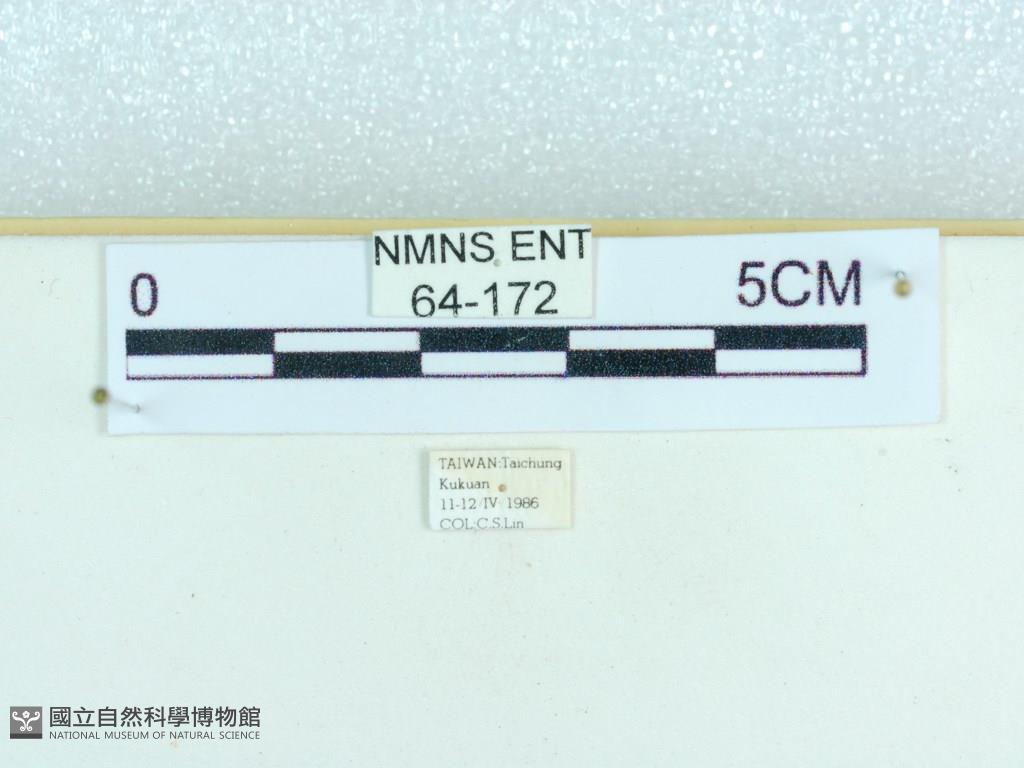 NMNS ENT
64-172
0
5CM
TAIWAN:Taichung
Kukuan
11-12/IV 1986
COL:C.S.Lin
國立自然科學博物館
NATIONAL MUSEUM OF NATURAL SCIENCE